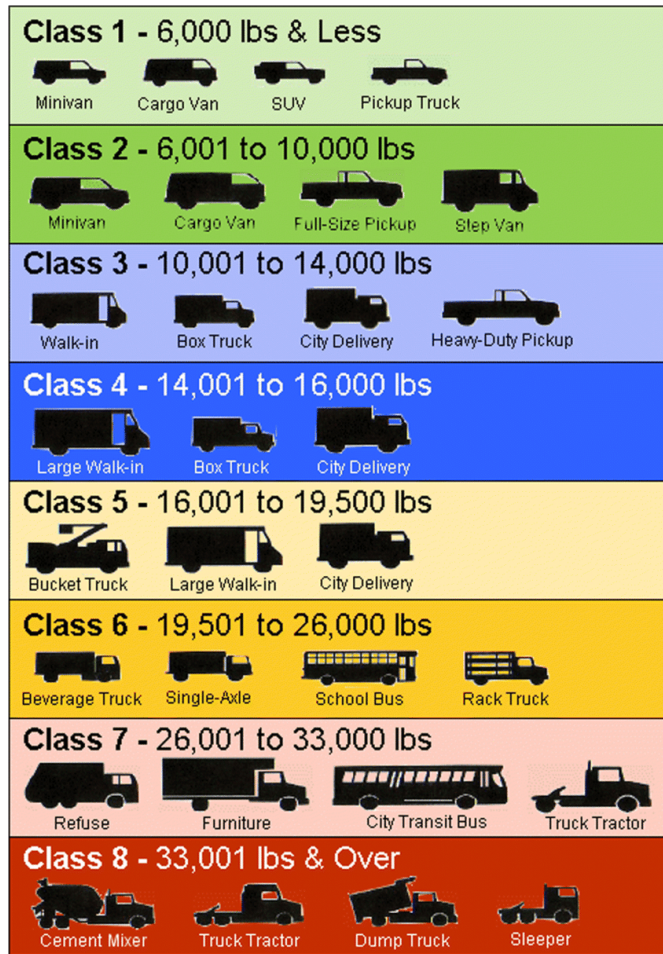 Class 1 - 6,000 lbs & Less
Minivan Cargo Van SUV Pickup Truck
Class 2 - 6,001 to 10,000 lbs
Minivan Cargo Van Full-Size Pickup Step Van
Class 3 - 10,001 to 14,000 lbs
Walk-in Box Truck City Delivery Heavy-Duty Pickup
Class 4 - 14,001 to 16,000 lbs
Large Walk-in Box Truck City Delivery
Class 5 - 16,001 to 19,500 lbs
Bucket Truck Large Walk-in City Delivery
Class 6 - 19,501 to 26,000 lbs
Beverage Truck Single-Axle School Bus Rack Truck
Class 7 - 26,001 to 33,000 lbs
Refuse Furniture City Transit Bus Truck Tractor
Class 8 - 33,001 lbs & Over
Cement Mixer Truck Tractor Dump Truck Sleeper